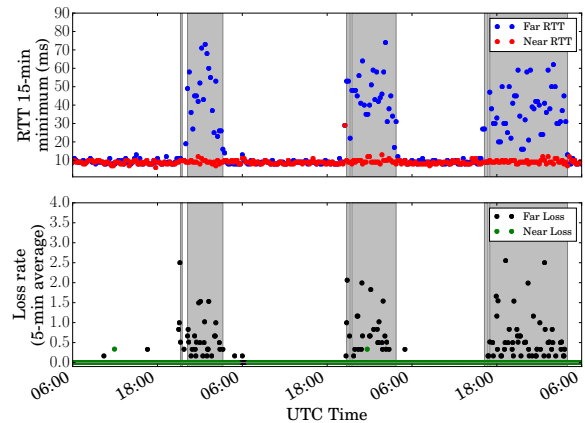 90
80
70
60
50
40
30
20
10
RTT 15-min
minimum (ms)
Far RTT
Near RTT
4.0
3.5
3.0
2.5
2.0
1.5
1.0
0.5
0.0
Loss rate
(5-min average)
Far Loss
Near Loss
06:00
18:00
06:00
18:00
06:00
18:00
06:00
UTC Time